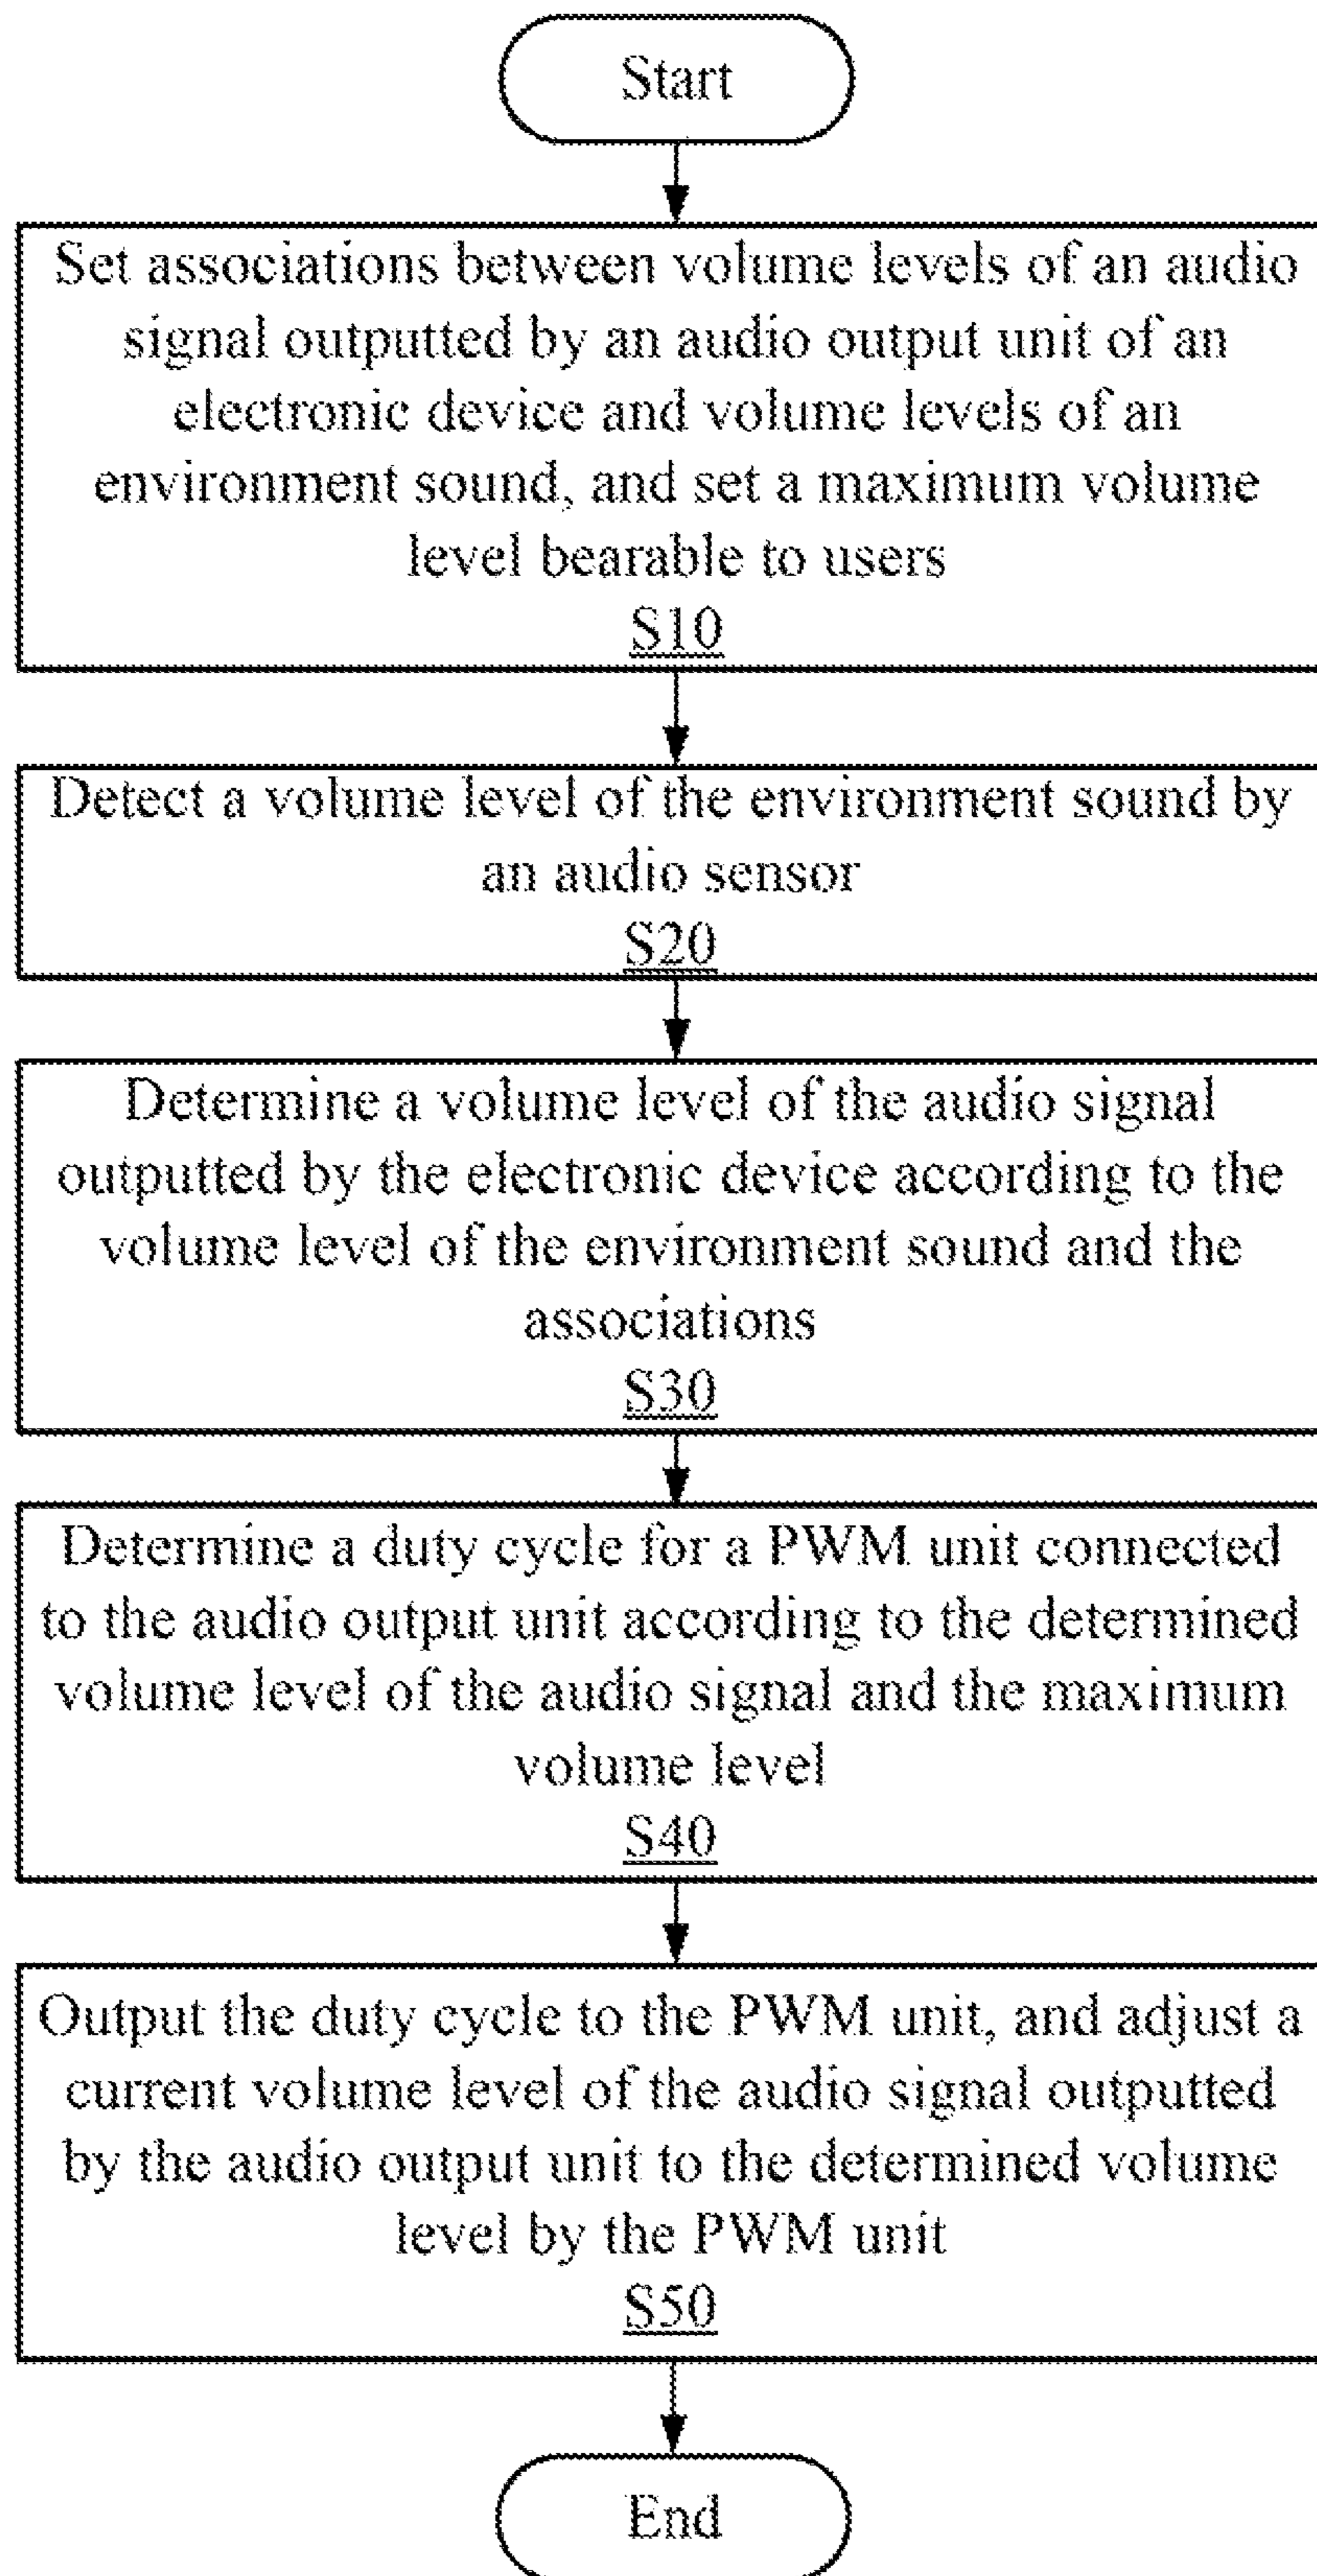 Start
Set associations between volume levels of an audio
signal outputted by an audio output unit of an
electronic device and volume levels of an
environment sound, and set a maximum volume
level bearable to users
S10
Detect a volume level of the environment sound by
an audio sensor
S20
Determine a volume level of the audio signal
outputted by the electronic device according to the
volume level of the environment sound and the
associations
S30
Determine a duty cycle for a PWM unit connected
to the audio output unit according to the determined
volume level of the audio signal and the maximum
volume level
S40
Output the duty cycle to the PWM unit, and adjust a
current volume level of the audio signal outputted
by the audio output unit to the determined volume
level by the PWM unit
S50
End